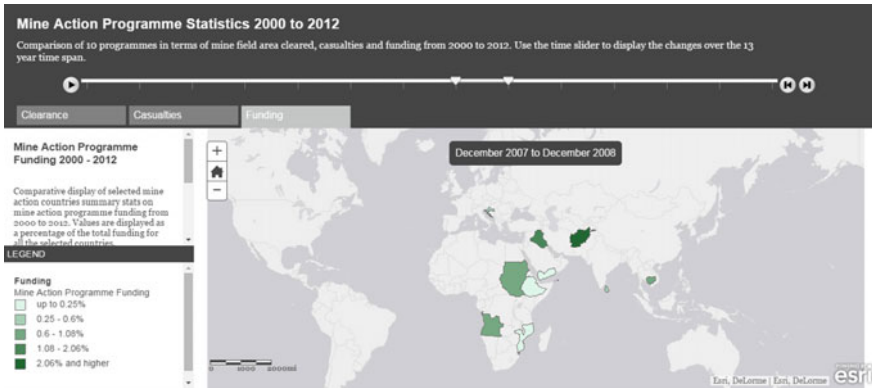 Mine Action Programme Statistics 2000 to 2012
Comparison of 10 programmes in terms of mine field area cleared, casualties and funding from 2000 to 2012. Use the time slider to display the changes over the 13
year time span.
Clearance
Casualties
Funding
Mine Action Programme
Funding 2000 - 2012
Comparative display of selected mine
action countries summary stats on
mine action programme funding from
2000 to 2012. Values are displayed as
a percentage of the total funding for
all the selected countries.
LEGEND
Funding
Mine Action Programme Funding
up to 0.25%
0.25 - 0.6%
0.6 - 1.08%
1.08 - 2.06%
2.06% and higher
+
−
December 2007 to December 2008
0 1000 2000mi
Esri, DeLorme | Esri, DeLorme
esri